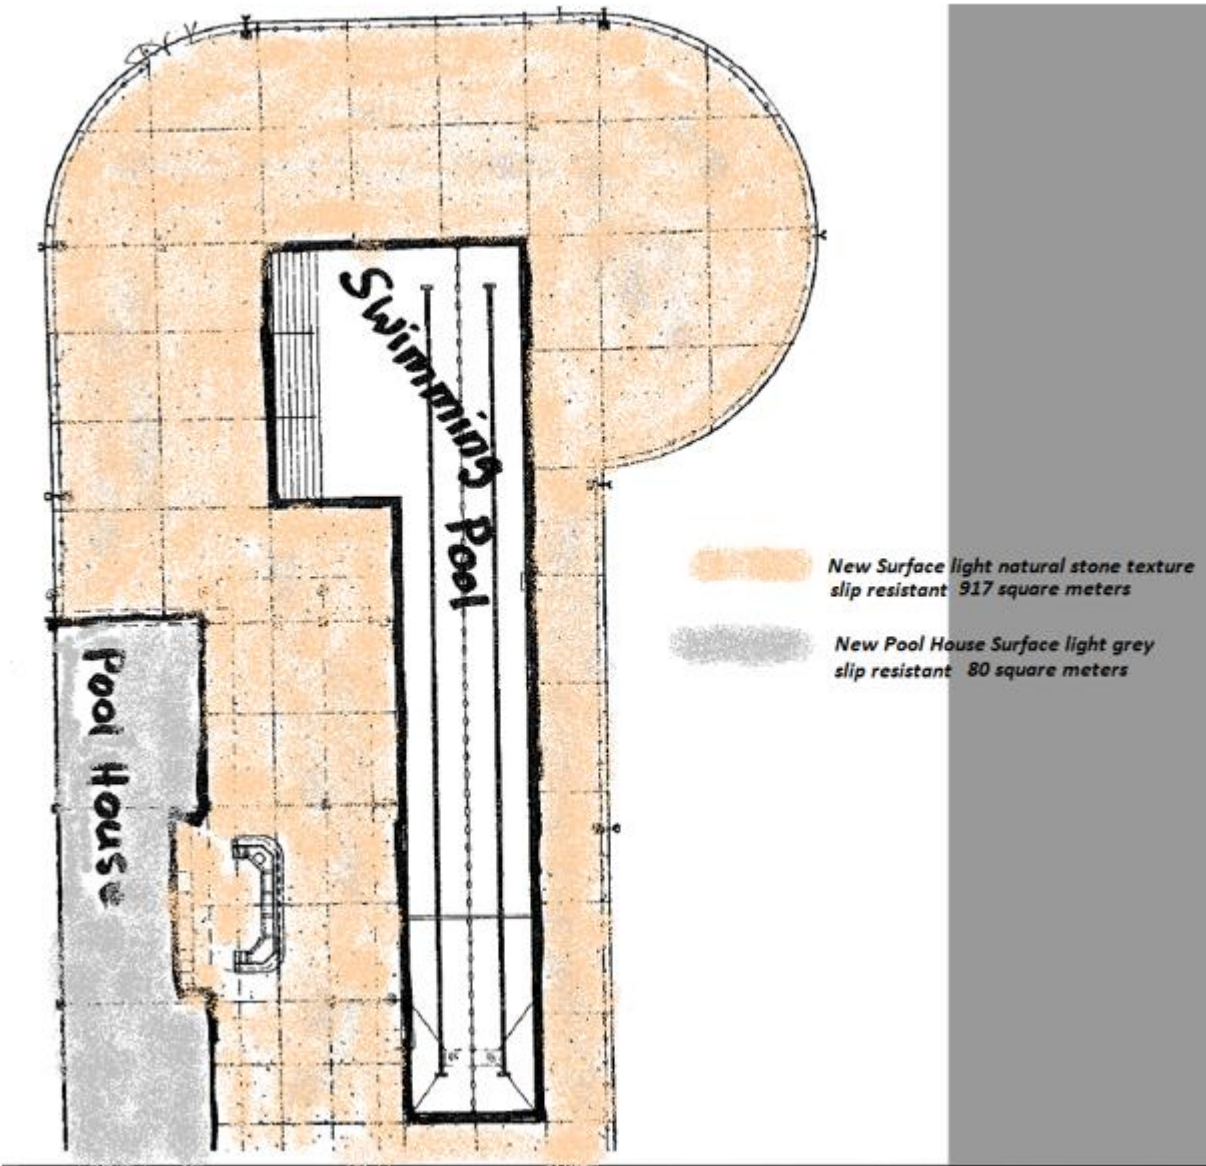 Swimming Pool
New Surface light natural stone texture
slip resistant 917 square meters
New Pool House Surface light grey
slip resistant 80 square meters
Pool House